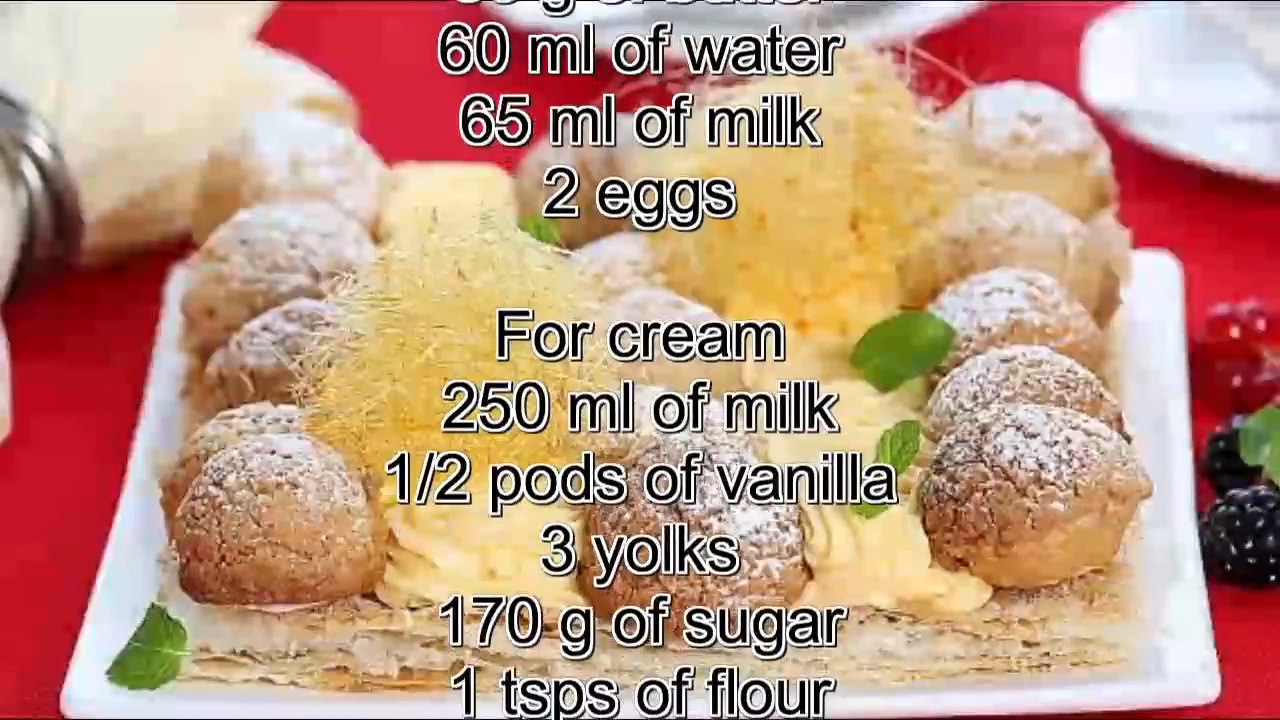 60 ml of water
65 ml of milk
2 eggs
For cream
250 ml of milk
1/2 pods of vanilla
3 yolks
170 g of sugar
1 tsps of flour